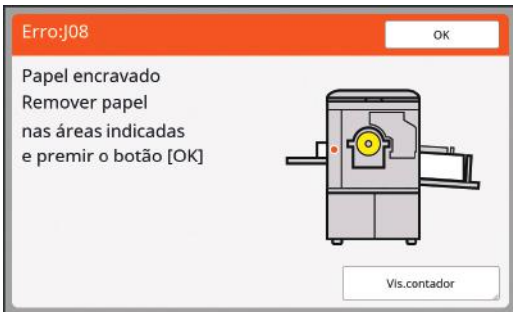 Erro:J08
OK
Papel encravado
Remover papel
nas áreas indicadas
e premir o botão [OK]
Vis.contador